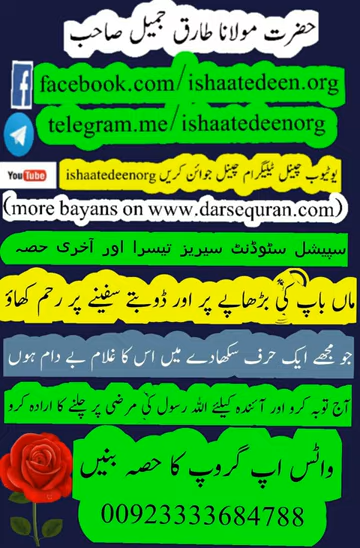 حضرت مولانا طارق جمیل صاحب
facebook.com/ishaatedeen.org
telegram.me/ishaatedeenorg
You Tube یوٹیوب چینل ٹیلیگرام چینل جوائن کریں ishaatedeenorg
(more bayans on www.darsequran.com)
سپیشل سٹوڈنٹ سیریز تیسرا اور آخری حصہ
ماں باپ کی بڑھاپے پر اور ڈوبتے سفینے پر رحم کھاؤ
جو مجھے ایک حرف سکھادے میں اس کا غلام بے دام ہوں
آج توبہ کرو اور آئندہ کیلئے اللہ رسول کی مرضی پر چلنے کا ارادہ کرو
واٹس اپ گروپ کا حصہ بنیں
00923333684788